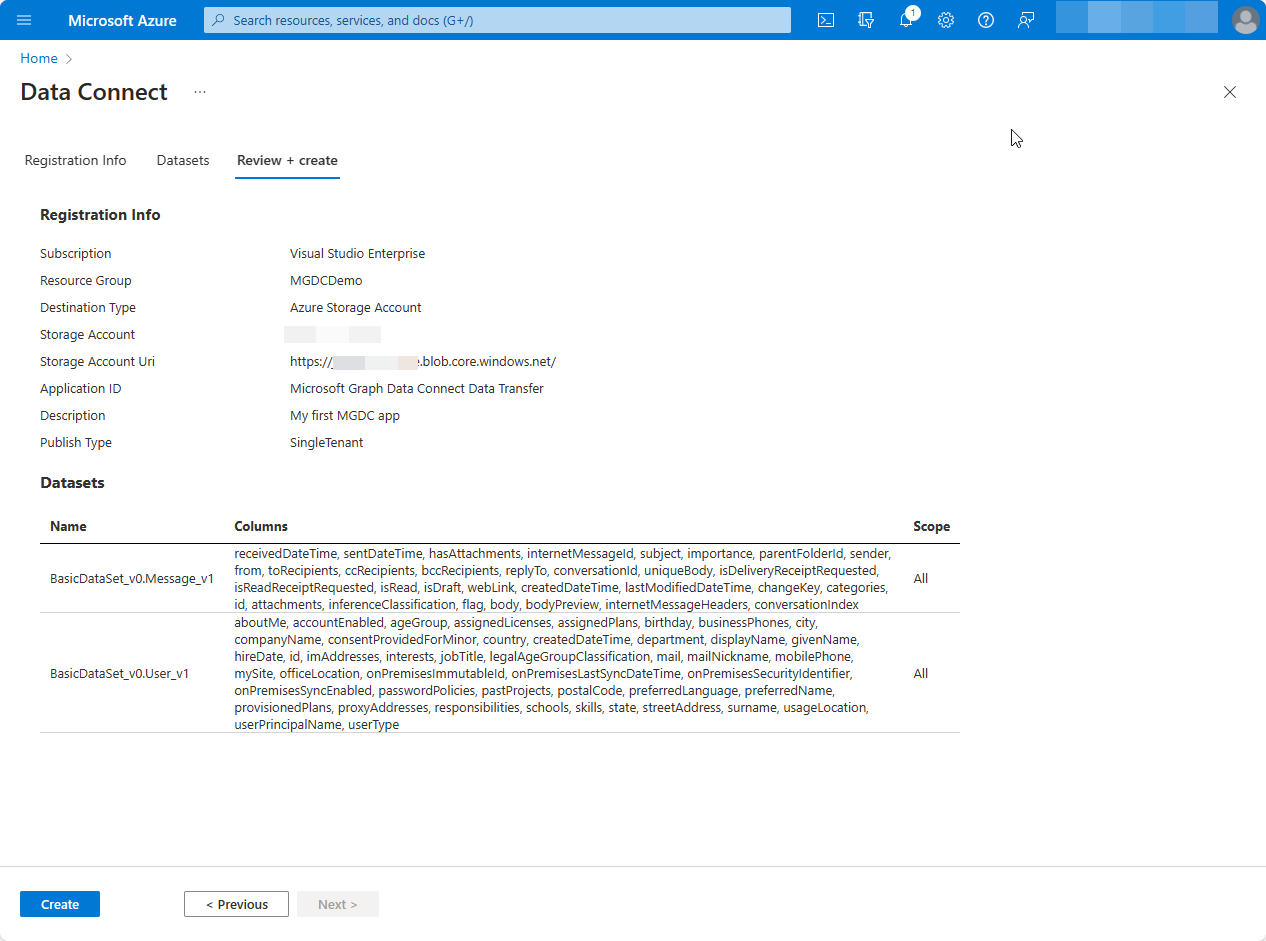 Microsoft Azure
Search resources, services, and docs (G+/)
1
Home
Data Connect ...
Registration Info Datasets Review + create
Registration Info
Subscription Visual Studio Enterprise
Resource Group MGDCDemo
Destination Type Azure Storage Account
Storage Account
Storage Account Uri https:// .blob.core.windows.net/
Application ID Microsoft Graph Data Connect Data Transfer
Description My first MGDC app
Publish Type SingleTenant
Datasets
Name Columns Scope
BasicDataSet_v0.Message_v1
receivedDateTime, sentDateTime, hasAttachments, internetMessageId, subject, importance, parentFolderId, sender,
from, toRecipients, ccRecipients, bccRecipients, replyTo, conversationId, uniqueBody, isDeliveryReceiptRequested,
isReadReceiptRequested, isRead, isDraft, webLink, createdDateTime, lastModifiedDateTime, changeKey, categories,
id, attachments, inferenceClassification, flag, body, bodyPreview, internetMessageHeaders, conversationIndex
All
BasicDataSet_v0.User_v1
aboutMe, accountEnabled, ageGroup, assignedLicenses, assignedPlans, birthday, businessPhones, city,
companyName, consentProvidedForMinor, country, createdDateTime, department, displayName, givenName,
hireDate, id, imAddresses, interests, jobTitle, legalAgeGroupClassification, mail, mailNickname, mobilePhone,
mySite, officeLocation, onPremisesImmutableId, onPremisesLastSyncDateTime, onPremisesSecurityIdentifier,
onPremisesSyncEnabled, passwordPolicies, pastProjects, postalCode, preferredLanguage, preferredName,
provisionedPlans, proxyAddresses, responsibilities, schools, skills, state, streetAddress, surname, usageLocation,
userPrincipalName, userType
All
Create < Previous Next >